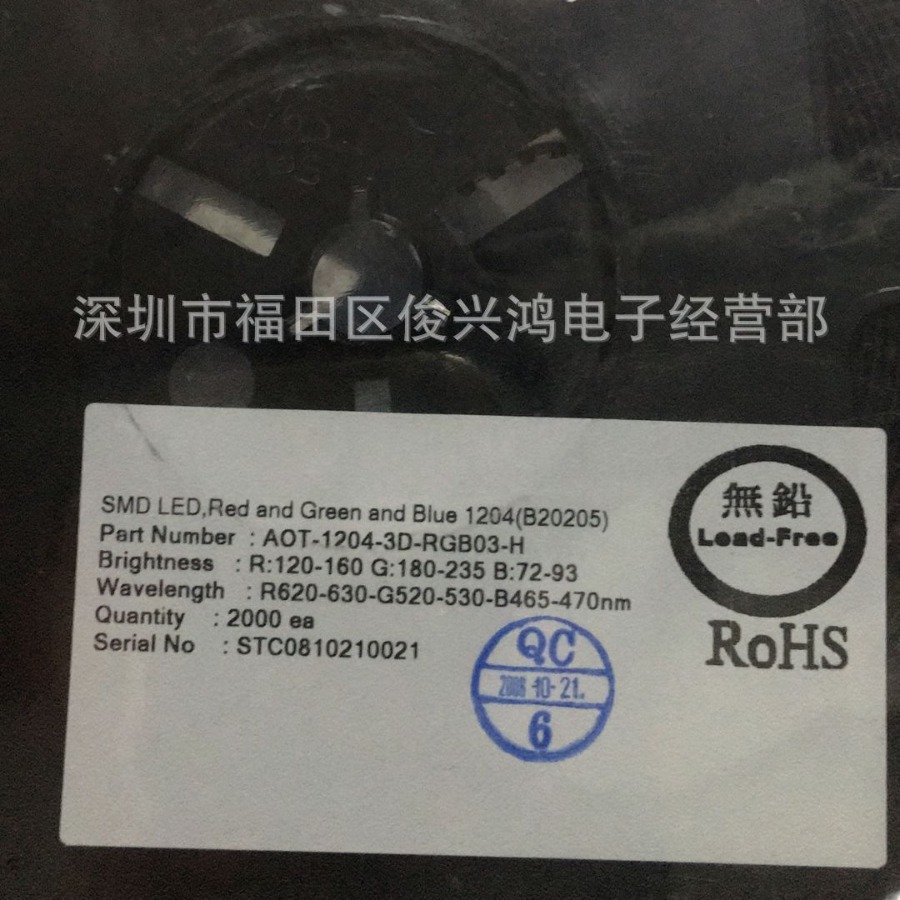 深圳市福田区俊兴鸿电子经营部
SMD LED,Red and Green and Blue 1204(B20205)
Part Number : AOT-1204-3D-RGB03-H
Brightness : R:120-160 G:180-235 B:72-93
Wavelength : R620-630-G520-530-B465-470nm
Quantity : 2000 ea
Serial No : STC0810210021
無鉛
Lead-Free
RoHS
QC
2008-10-21.
6